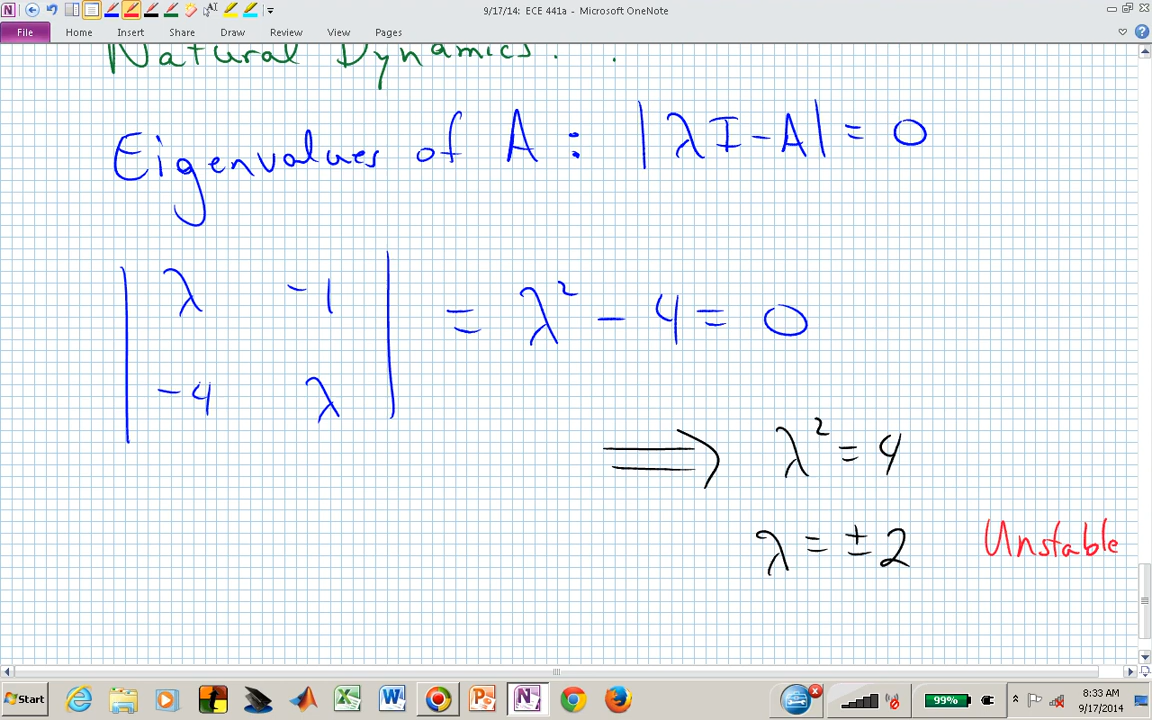 9/17/14: ECE 441a - Microsoft OneNote
File Home Insert Share Draw Review View Pages
Natural Dynamics. .
Eigenvalues of A : |λI-A| = 0
| λ -1 |
| -4 λ | = λ² - 4 = 0
⟹ λ² = 4
λ = ± 2 Unstable
Start 99% 8:33 AM
9/17/2014